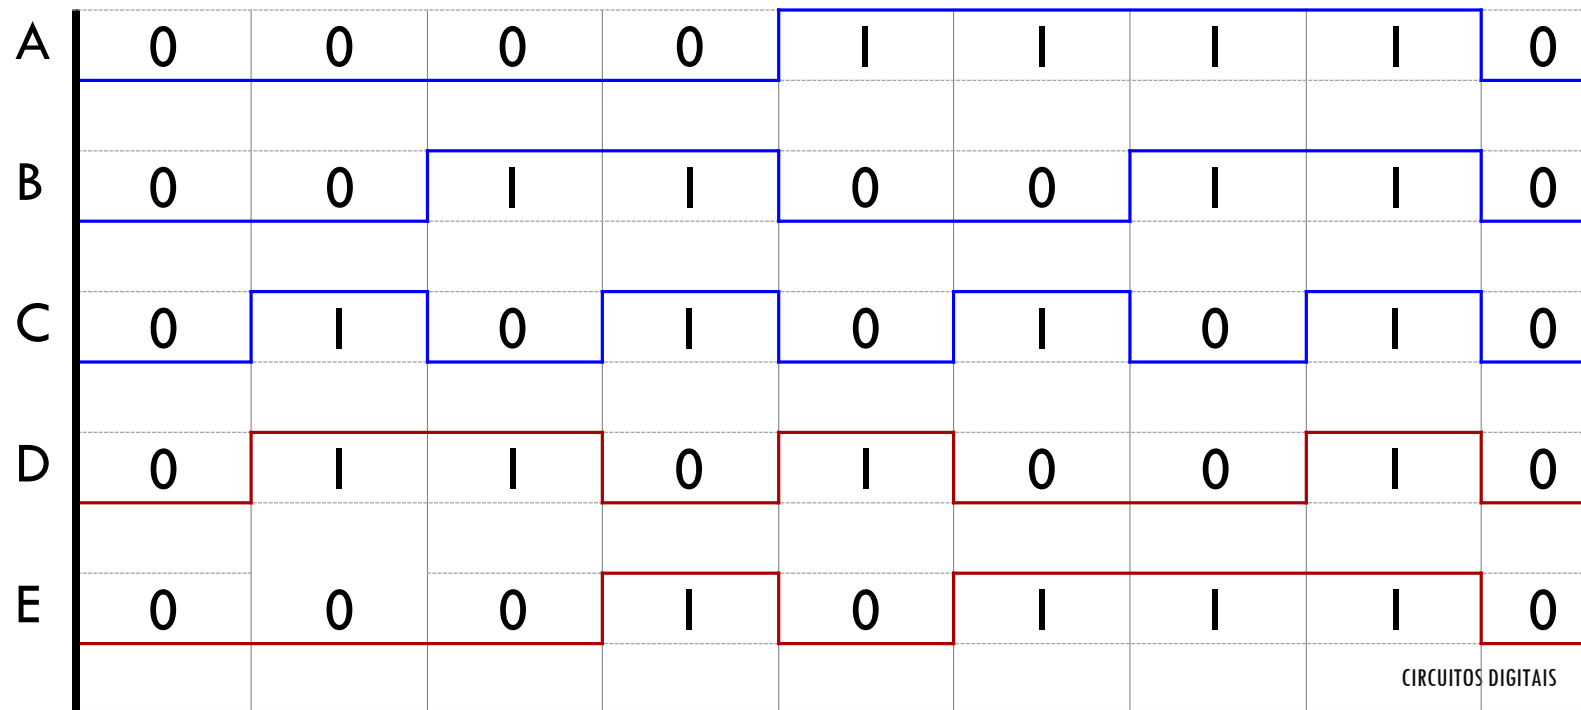 A 0 0 0 0 1 1 1 1 0
B 0 0 1 1 0 0 1 1 0
C 0 1 0 1 0 1 0 1 0
D 0 1 1 0 1 0 0 1 0
E 0 0 0 1 0 1 1 1 0
CIRCUITOS DIGITAIS